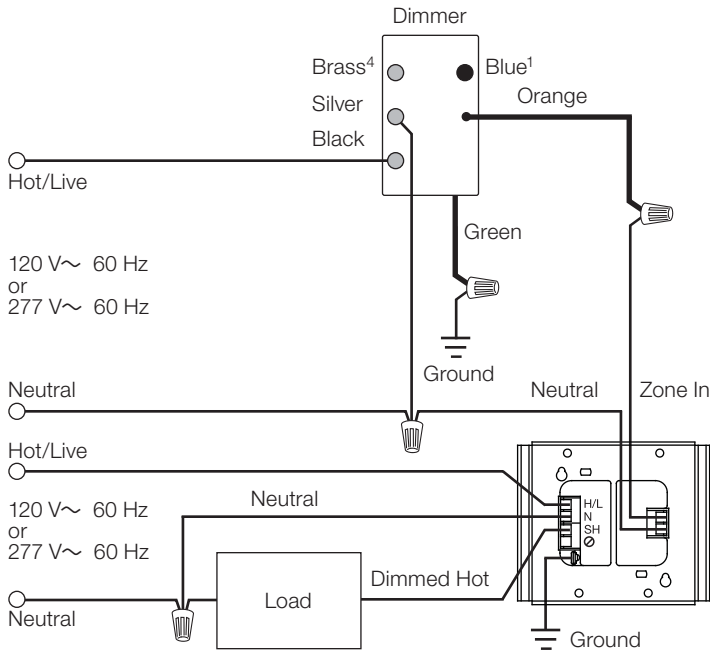 Dimmer
Brass⁴
Blue¹
Silver
Orange
Black
Hot/Live
Green
120 V～ 60 Hz
or
277 V～ 60 Hz
Ground
Neutral
Neutral
Zone In
Hot/Live
Neutral
120 V～ 60 Hz
or
277 V～ 60 Hz
H/L
N
SH
Dimmed Hot
Load
Neutral
Ground